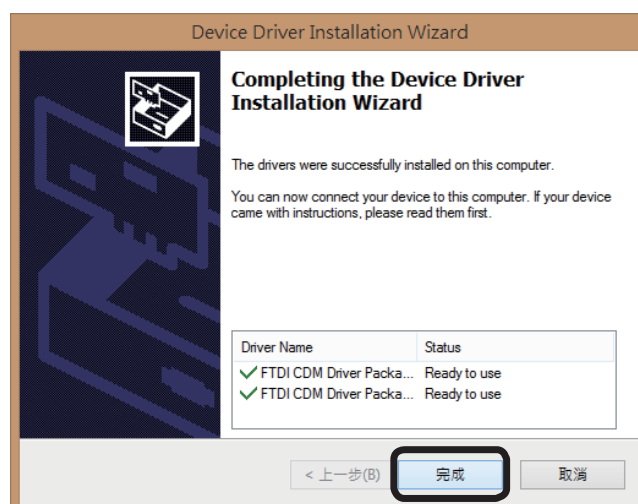 Device Driver Installation Wizard
Completing the Device Driver
Installation Wizard
The drivers were successfully installed on this computer.
You can now connect your device to this computer. If your device
came with instructions, please read them first.
Driver Name Status
FTDI CDM Driver Packa... Ready to use
FTDI CDM Driver Packa... Ready to use
< 上一步(B) 完成 取消